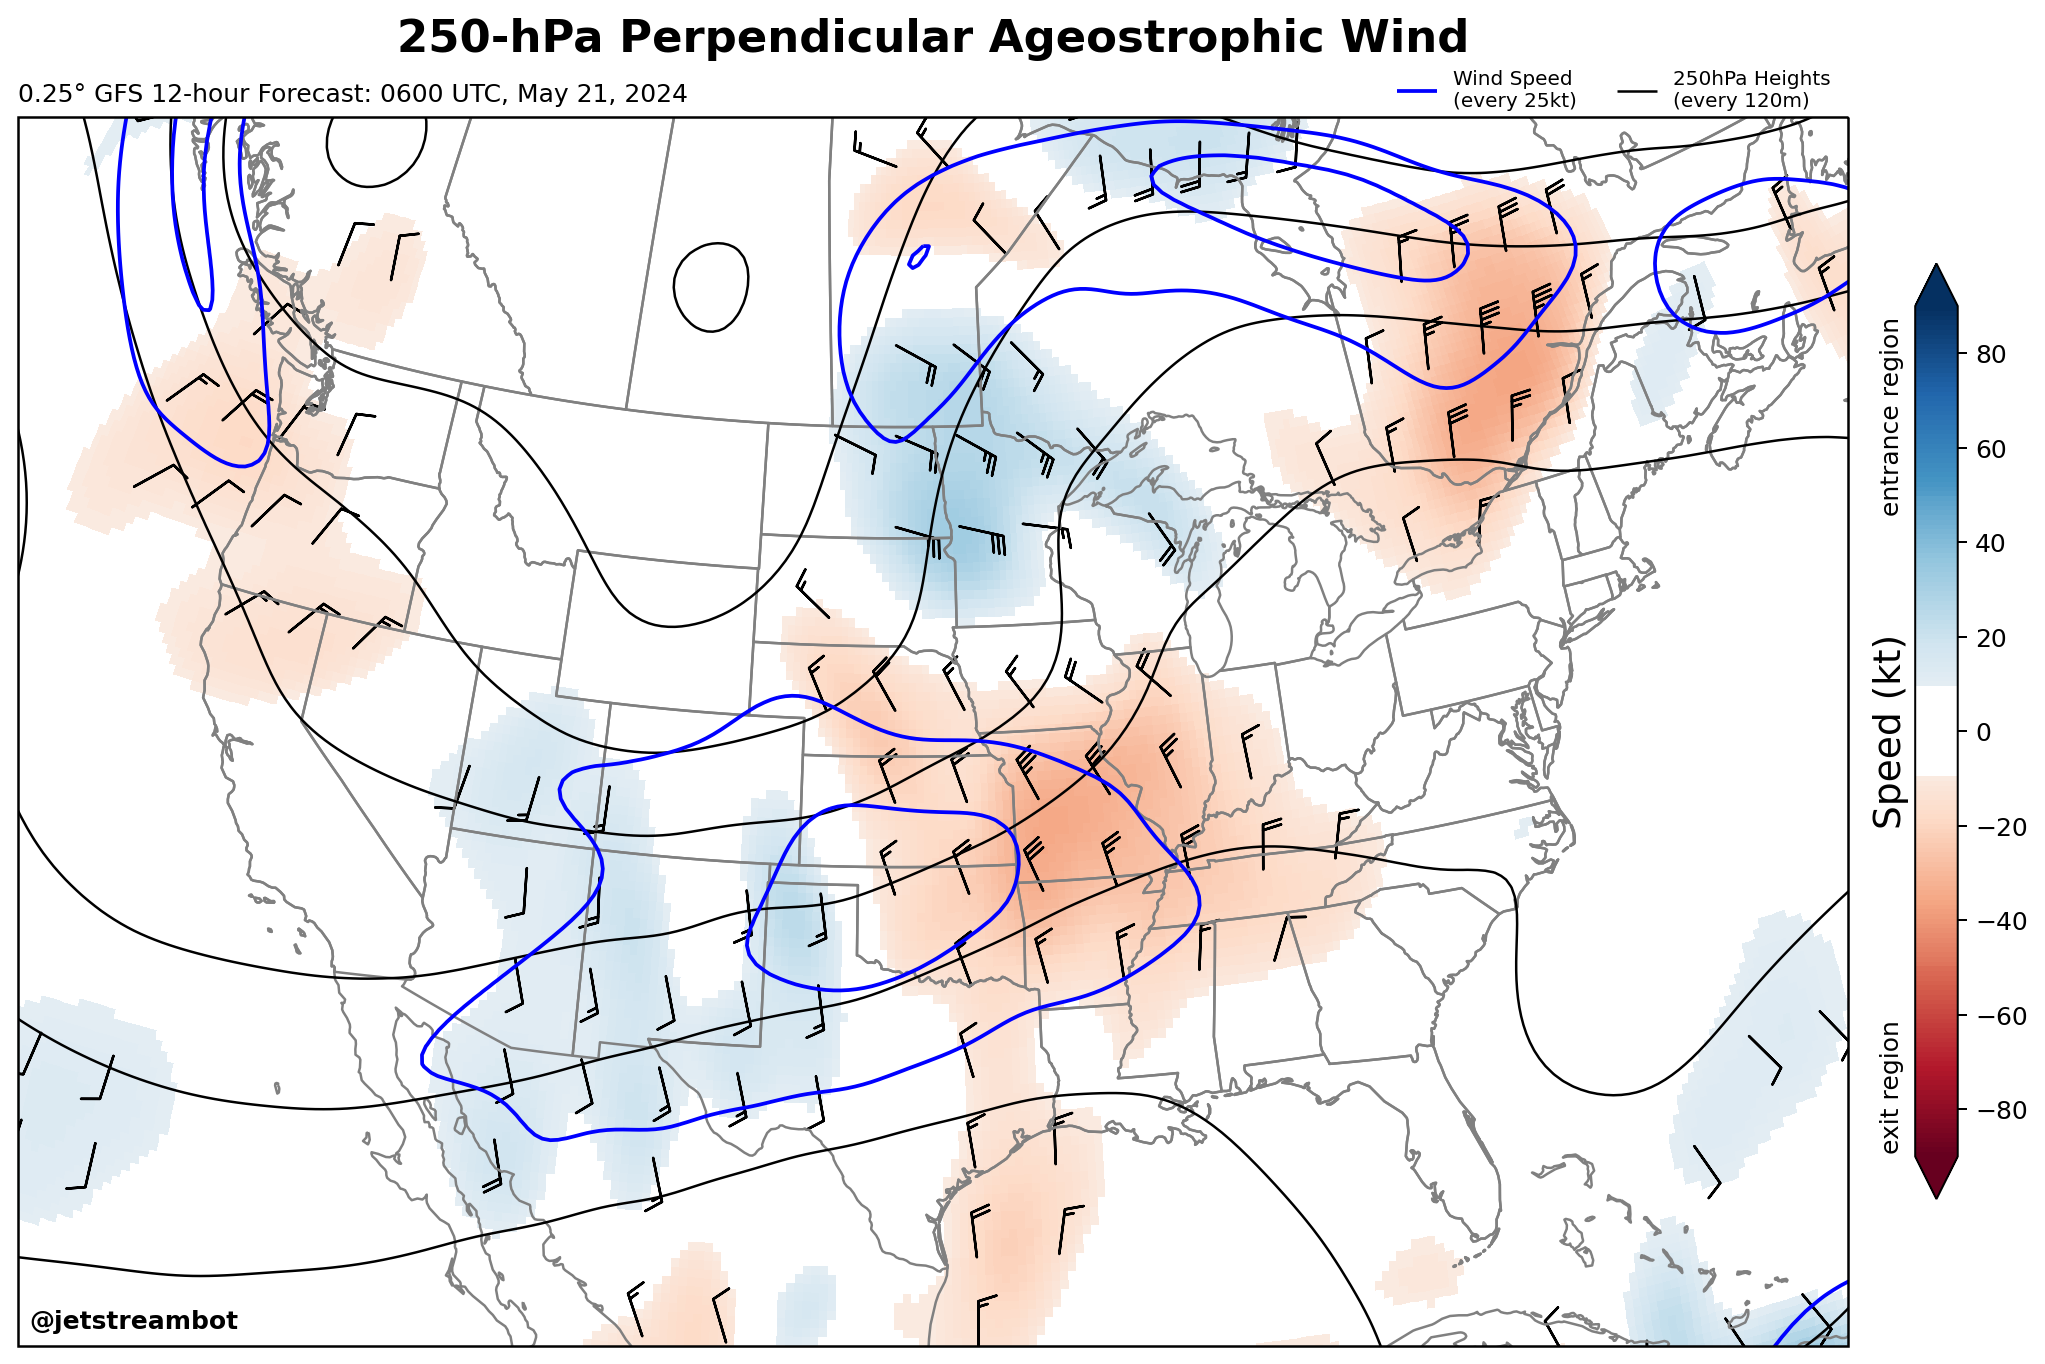 250-hPa Perpendicular Ageostrophic Wind
0.25° GFS 12-hour Forecast: 0600 UTC, May 21, 2024
Wind Speed
(every 25kt)
250hPa Heights
(every 120m)
entrance region
80
60
40
20
0
−20
−40
−60
−80
Speed (kt)
exit region
@jetstreambot